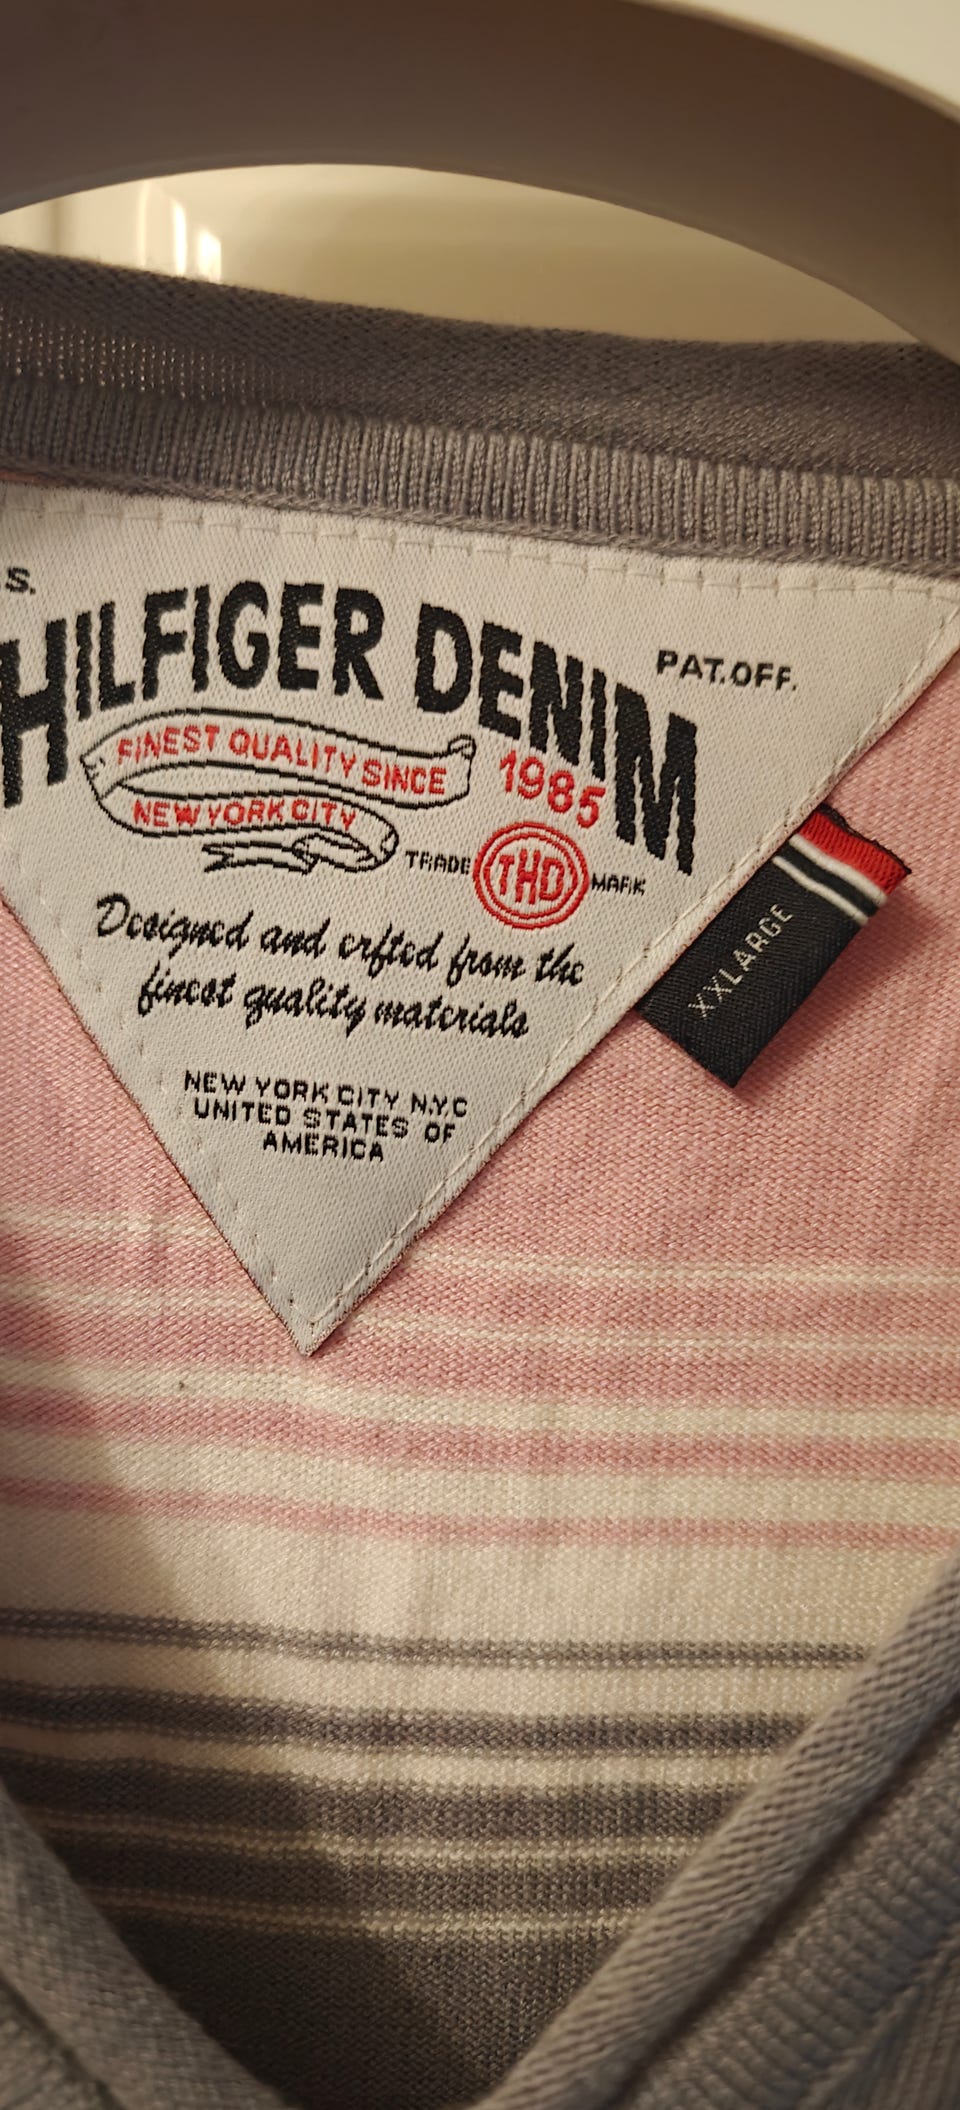 S.
HILFIGER DENIM
PAT.OFF.
FINEST QUALITY SINCE
1985
NEW YORK CITY
TRADE THD MARK
Designed and crfted from the
finest quality materials
XXLARGE
NEW YORK CITY N.Y.C
UNITED STATES OF
AMERICA